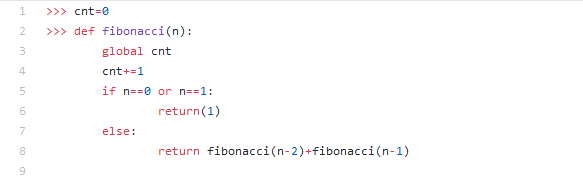 1 >>> cnt=0
2 >>> def fibonacci(n):
3 global cnt
4 cnt+=1
5 if n==0 or n==1:
6 return(1)
7 else:
8 return fibonacci(n-2)+fibonacci(n-1)
9